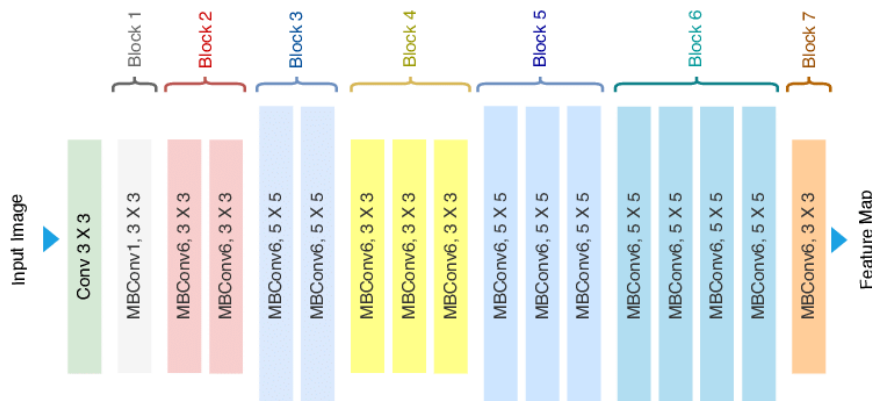 Block 1
Block 2
Block 3
Block 4
Block 5
Block 6
Block 7
Input Image
Conv 3 X 3
MBConv1, 3 X 3
MBConv6, 3 X 3
MBConv6, 3 X 3
MBConv6, 5 X 5
MBConv6, 5 X 5
MBConv6, 3 X 3
MBConv6, 3 X 3
MBConv6, 3 X 3
MBConv6, 5 X 5
MBConv6, 5 X 5
MBConv6, 5 X 5
MBConv6, 5 X 5
MBConv6, 5 X 5
MBConv6, 5 X 5
MBConv6, 5 X 5
MBConv6, 3 X 3
Feature Map